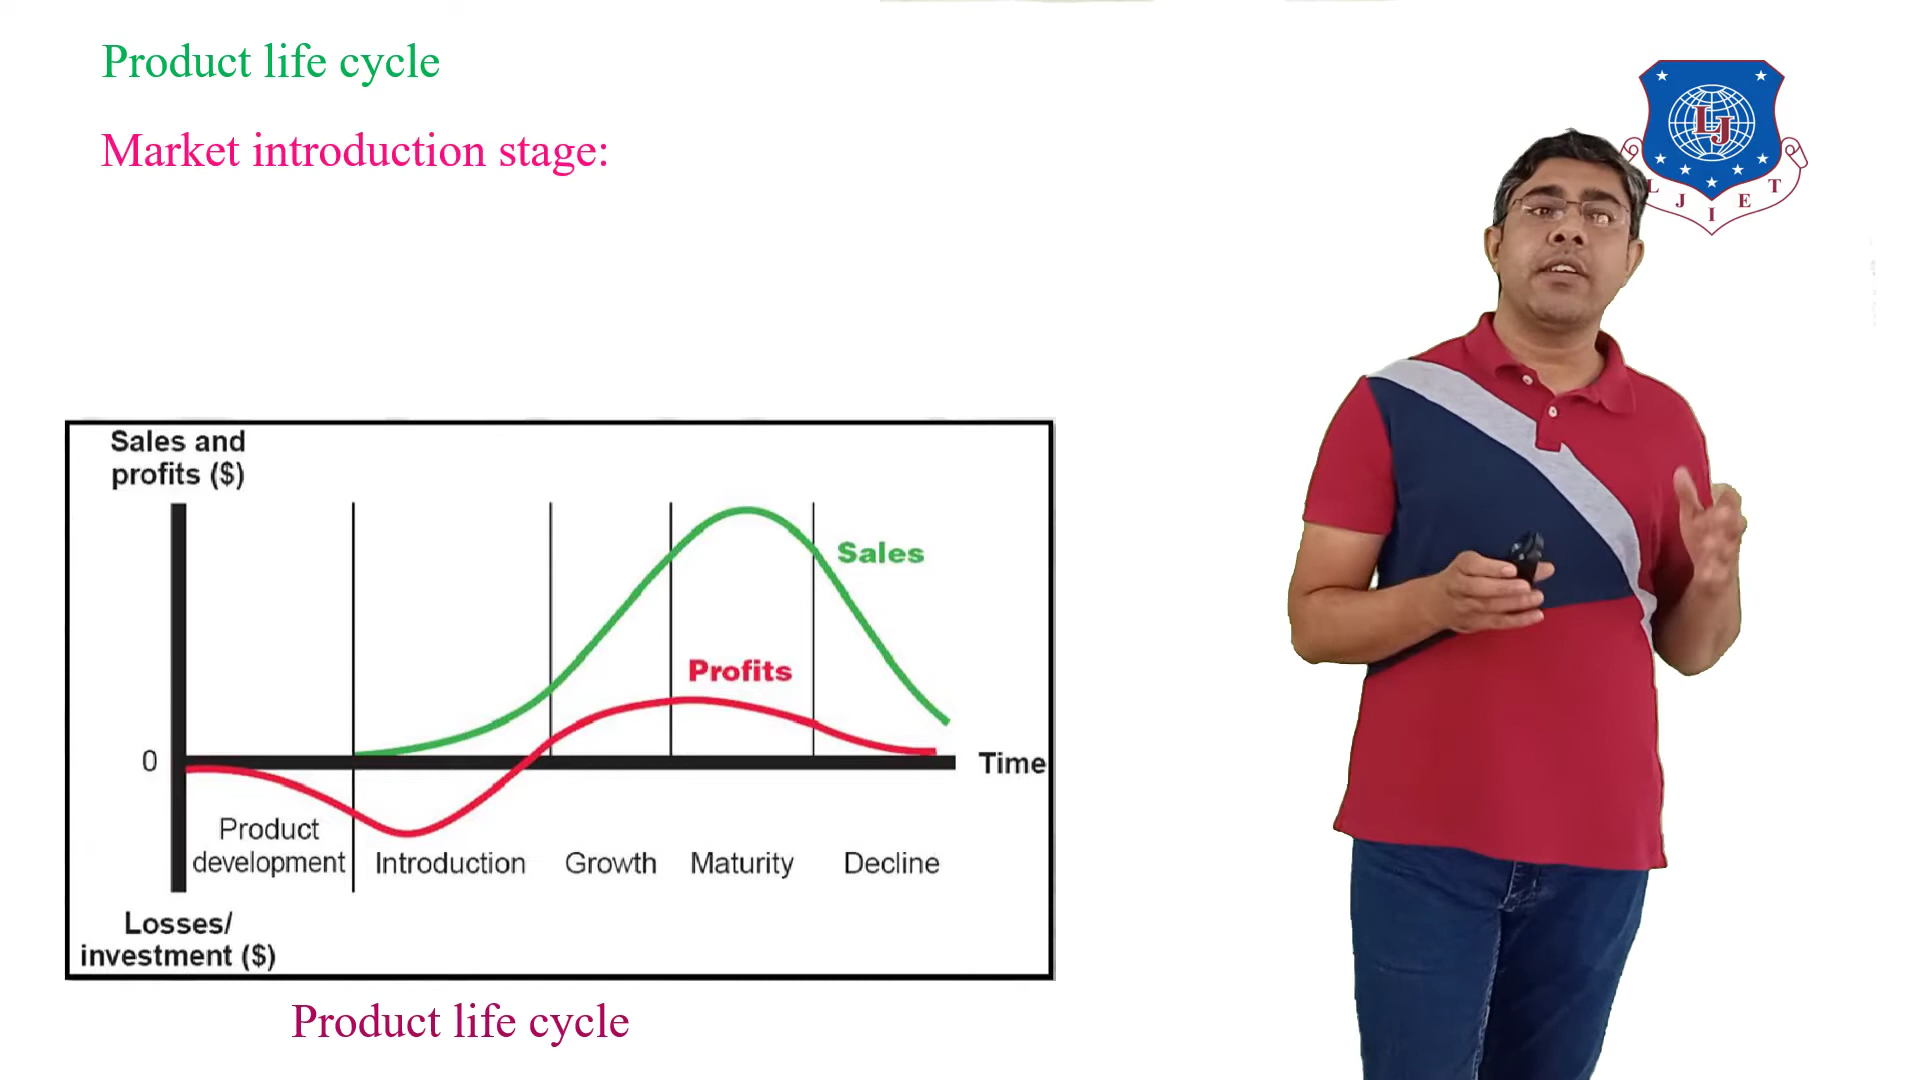 Product life cycle
Market introduction stage:
LJ
L J I E T
Sales and
profits ($)
Sales
Profits
0
Time
Product
development
Introduction
Growth
Maturity
Decline
Losses/
investment ($)
Product life cycle